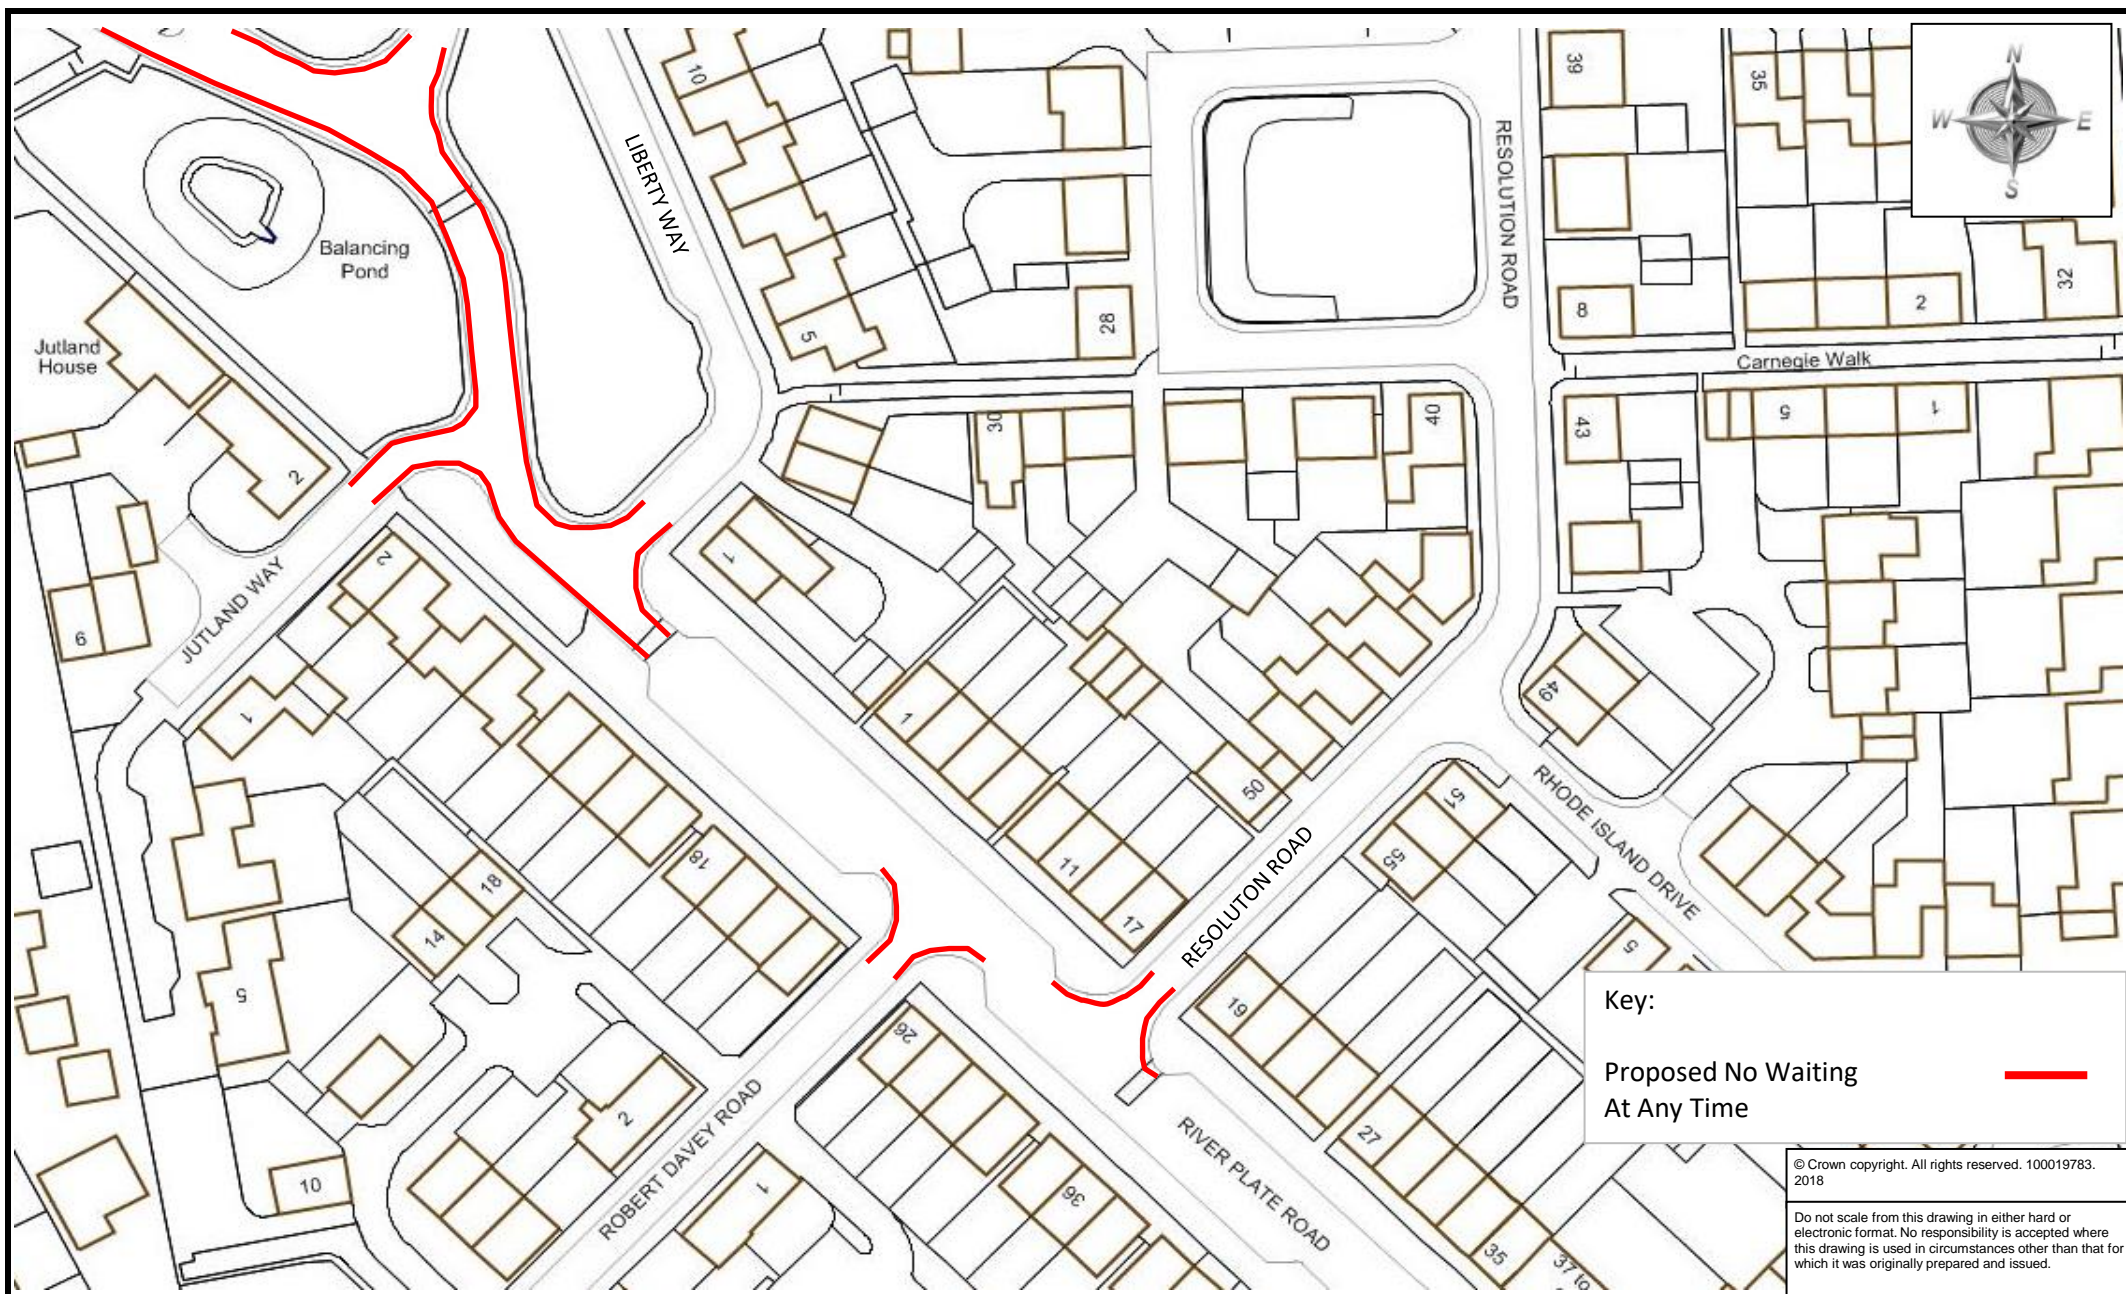 N
W
E
S
10
39
35
LIBERTY WAY
RESOLUTION ROAD
Balancing
Pond
5
28
8
2
32
Jutland
House
Carnegie Walk
30
40
43
5
1
2
1
2
JUTLAND WAY
9
1
1
49
50
51
55
RHODE ISLAND DRIVE
RESOLUTON ROAD
18
11
17
18
14
5
5
19
26
Key:
Proposed No Waiting
At Any Time
2
27
ROBERT DAVEY ROAD
RIVER PLATE ROAD
10
1
36
35
37 to
© Crown copyright. All rights reserved. 100019783.
2018
Do not scale from this drawing in either hard or
electronic format. No responsibility is accepted where
this drawing is used in circumstances other than that for
which it was originally prepared and issued.